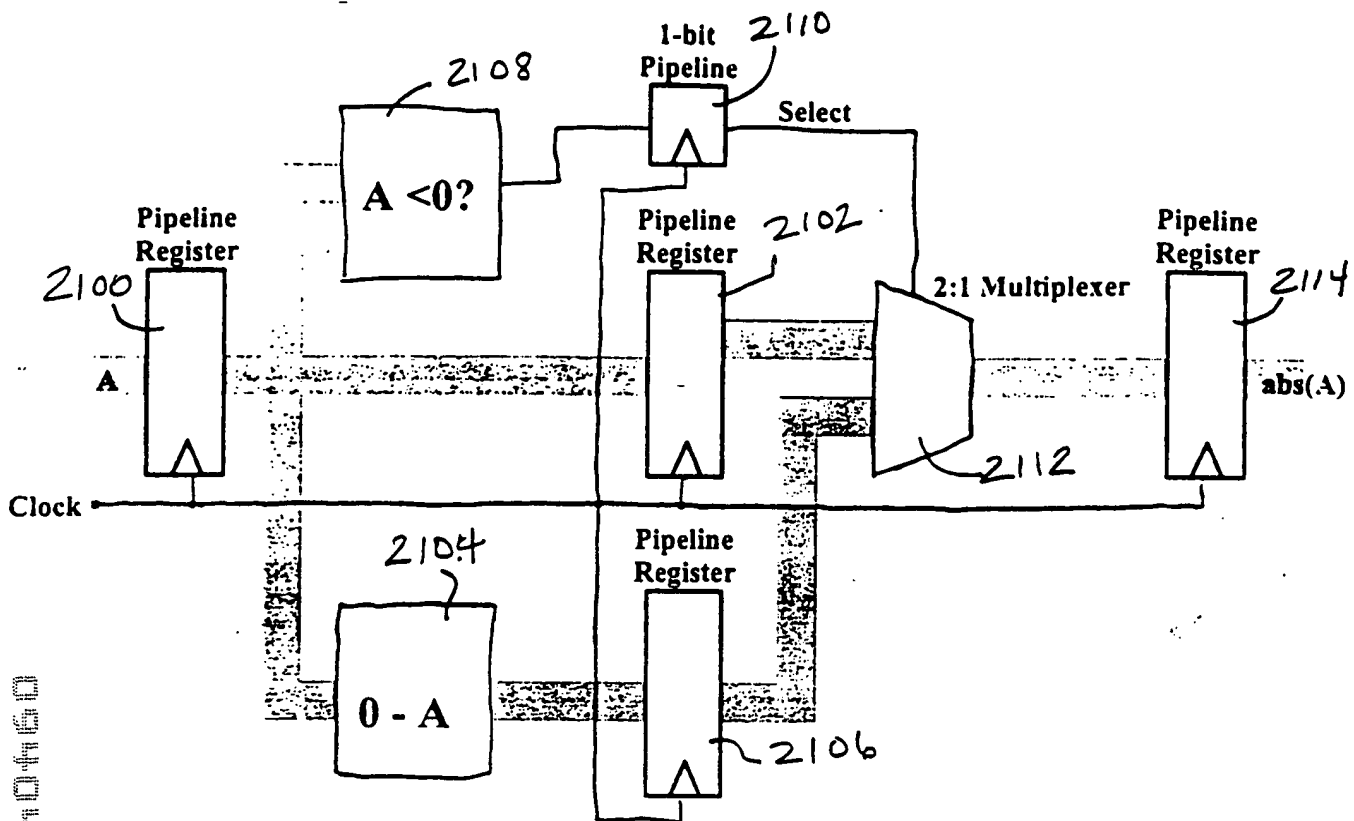 1-bit
Pipeline
2110
2108
Select
A <0?
Pipeline
Register
2100
Pipeline
Register
2102
Pipeline
Register
2114
2:1 Multiplexer
A
abs(A)
2112
Clock
2104
Pipeline
Register
0 - A
2106